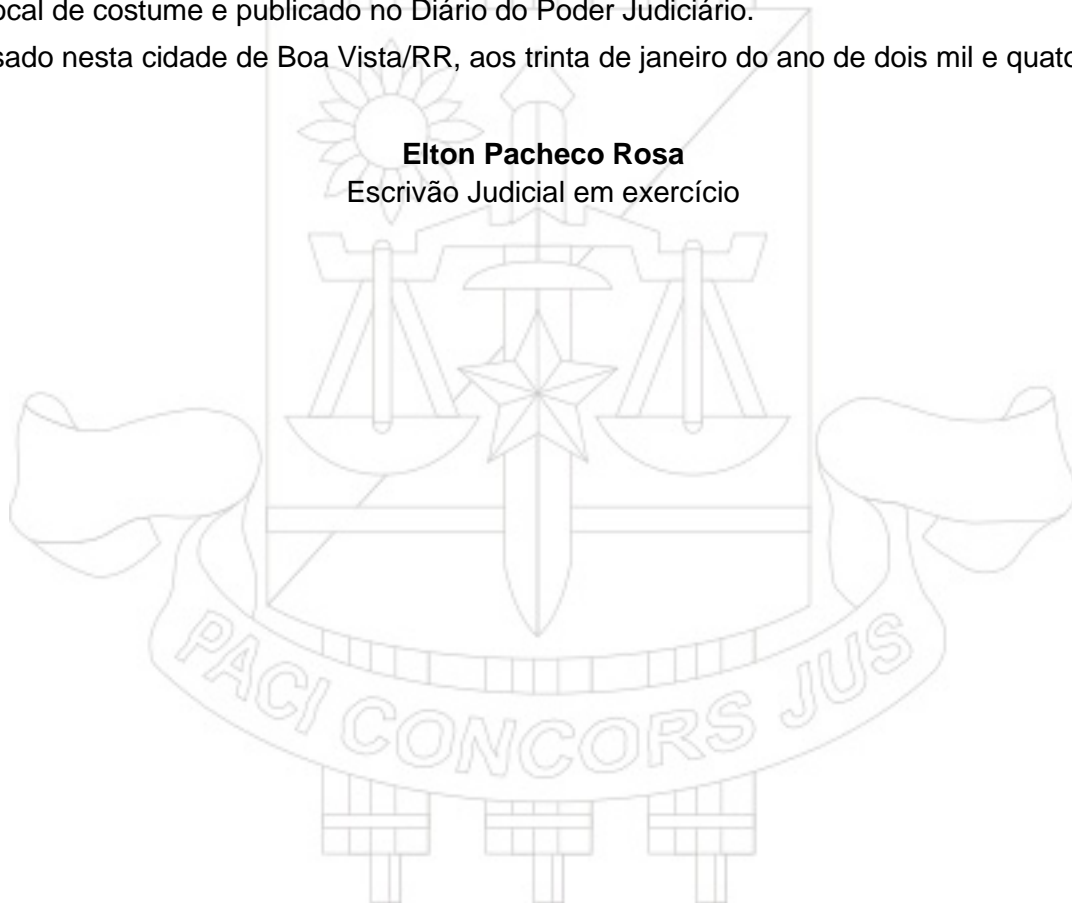 ocal de costume e publicado no Diário do Poder Judiciário.
sado nesta cidade de Boa Vista/RR, aos trinta de janeiro do ano de dois mil e quato
Elton Pacheco Rosa
Escrivão Judicial em exercício
PACI CONCORS JUS